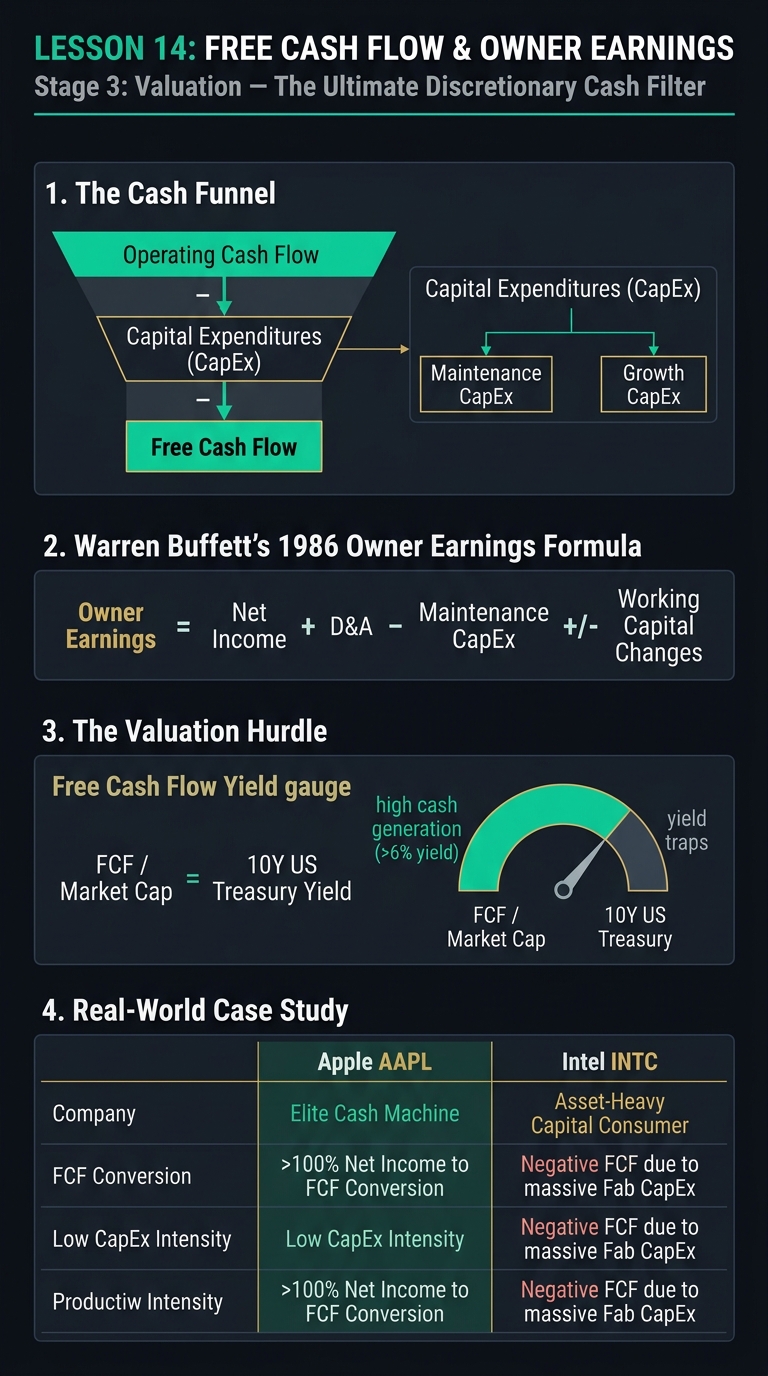 LESSON 14: FREE CASH FLOW & OWNER EARNINGS
Stage 3: Valuation — The Ultimate Discretionary Cash Filter
1. The Cash Funnel
Operating Cash Flow
–
Capital Expenditures
(CapEx)
–
Free Cash Flow
Capital Expenditures (CapEx)
Maintenance
CapEx
Growth
CapEx
2. Warren Buffett’s 1986 Owner Earnings Formula
Owner
Earnings
=
Net
Income
+
D&A
–
Maintenance
CapEx
+/-
Working
Capital
Changes
3. The Valuation Hurdle
Free Cash Flow Yield gauge
FCF /
Market Cap
=
10Y US
Treasury Yield
high cash
generation
(>6% yield)
yield
traps
FCF /
Market Cap
10Y US
Treasury
4. Real-World Case Study
Apple AAPL
Intel INTC
Company
Elite Cash Machine
Asset-Heavy
Capital Consumer
FCF Conversion
>100% Net Income to
FCF Conversion
Negative FCF due to
massive Fab CapEx
Low CapEx Intensity
Low CapEx Intensity
Negative FCF due to
massive Fab CapEx
Productiw Intensity
>100% Net Income to
FCF Conversion
Negative FCF due to
massive Fab CapEx